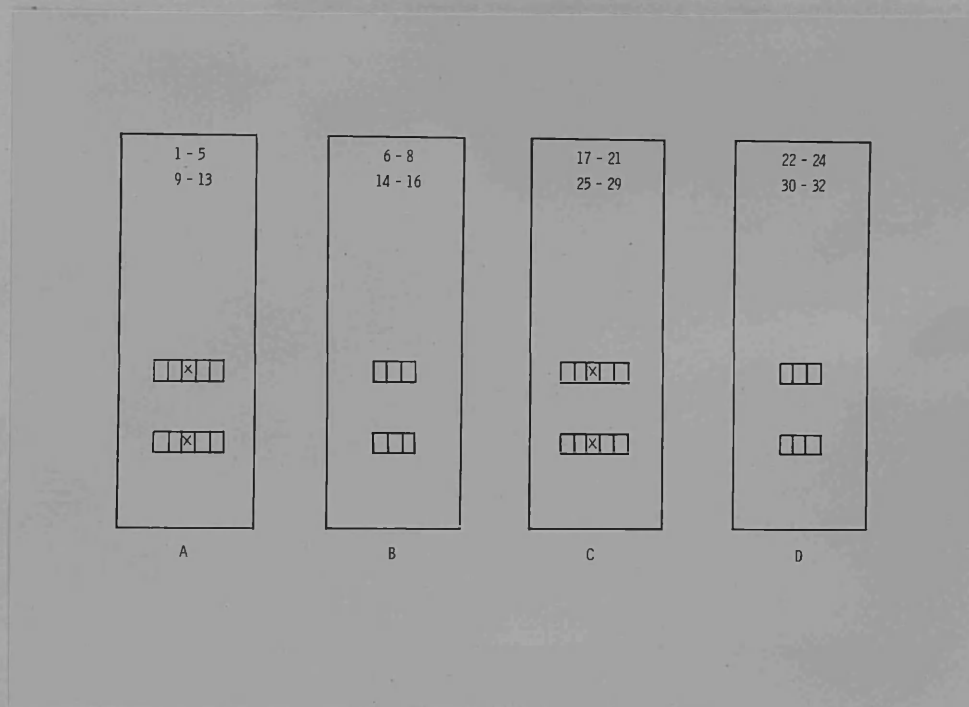 1 - 5
9 - 13
6 - 8
14 - 16
17 - 21
25 - 29
22 - 24
30 - 32
x
x
x
x
A
B
C
D